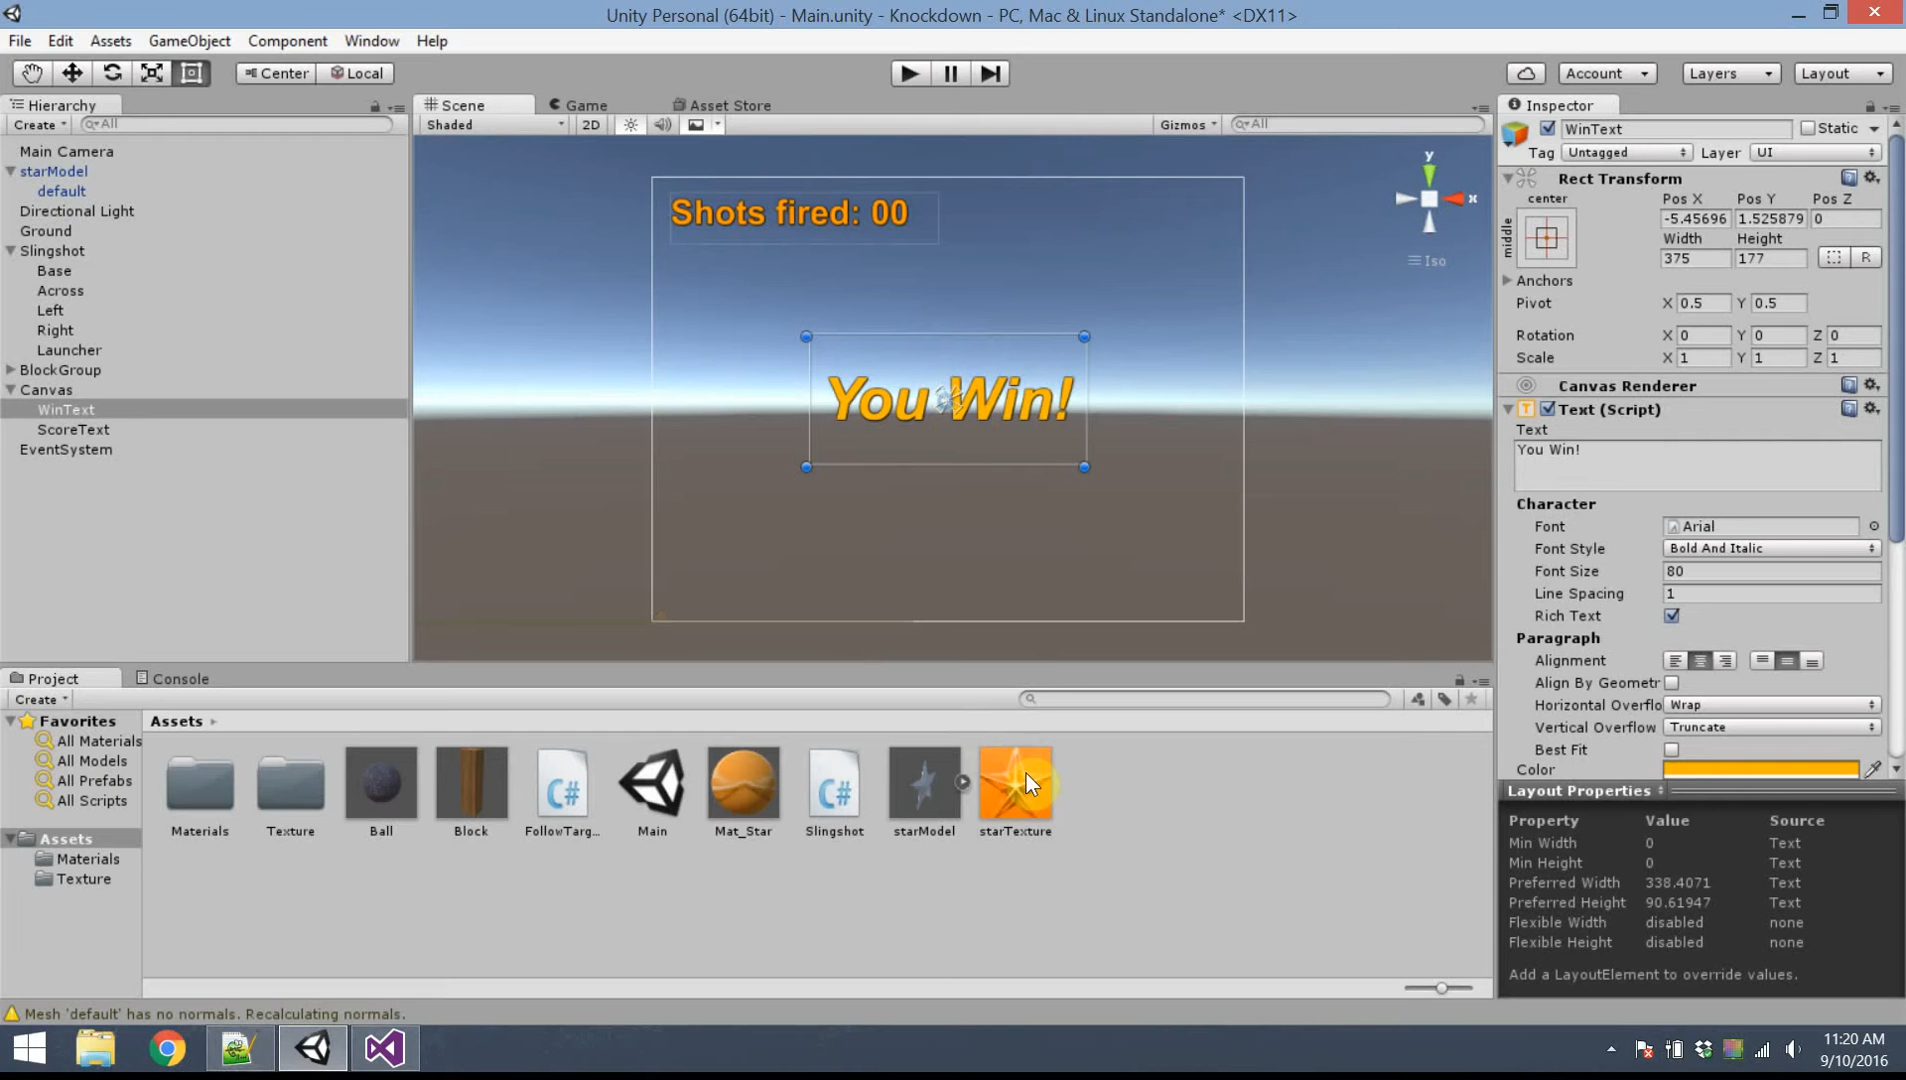 Unity Personal (64bit) - Main.unity - Knockdown - PC, Mac & Linux Standalone* <DX11>
File Edit Assets GameObject Component Window Help
Center Local Account Layers Layout
Hierarchy
Create All
Main Camera
starModel
default
Directional Light
Ground
Slingshot
Base
Across
Left
Right
Launcher
BlockGroup
Canvas
WinText
ScoreText
EventSystem
Scene Game Asset Store
Shaded 2D Gizmos All
y
x
Iso
Shots fired: 00
You Win!
Inspector
WinText Static
Tag Untagged Layer UI
Rect Transform
center Pos X Pos Y Pos Z
middle -5.45696 1.525879 0
Width Height
375 177 R
Anchors
Pivot X 0.5 Y 0.5
Rotation X 0 Y 0 Z 0
Scale X 1 Y 1 Z 1
Canvas Renderer
Text (Script)
Text
You Win!
Character
Font Arial
Font Style Bold And Italic
Font Size 80
Line Spacing 1
Rich Text
Paragraph
Alignment
Align By Geometr
Horizontal Overflo Wrap
Vertical Overflow Truncate
Best Fit
Color
Layout Properties
Property Value Source
Min Width 0 Text
Min Height 0 Text
Preferred Width 338.4071 Text
Preferred Height 90.61947 Text
Flexible Width disabled none
Flexible Height disabled none
Add a LayoutElement to override values.
Project Console
Create
Favorites
All Materials
All Models
All Prefabs
All Scripts
Assets
Materials
Texture
Assets
C# C#
Materials Texture Ball Block FollowTarg... Main Mat_Star Slingshot starModel starTexture
Mesh 'default' has no normals. Recalculating normals.
11:20 AM
9/10/2016